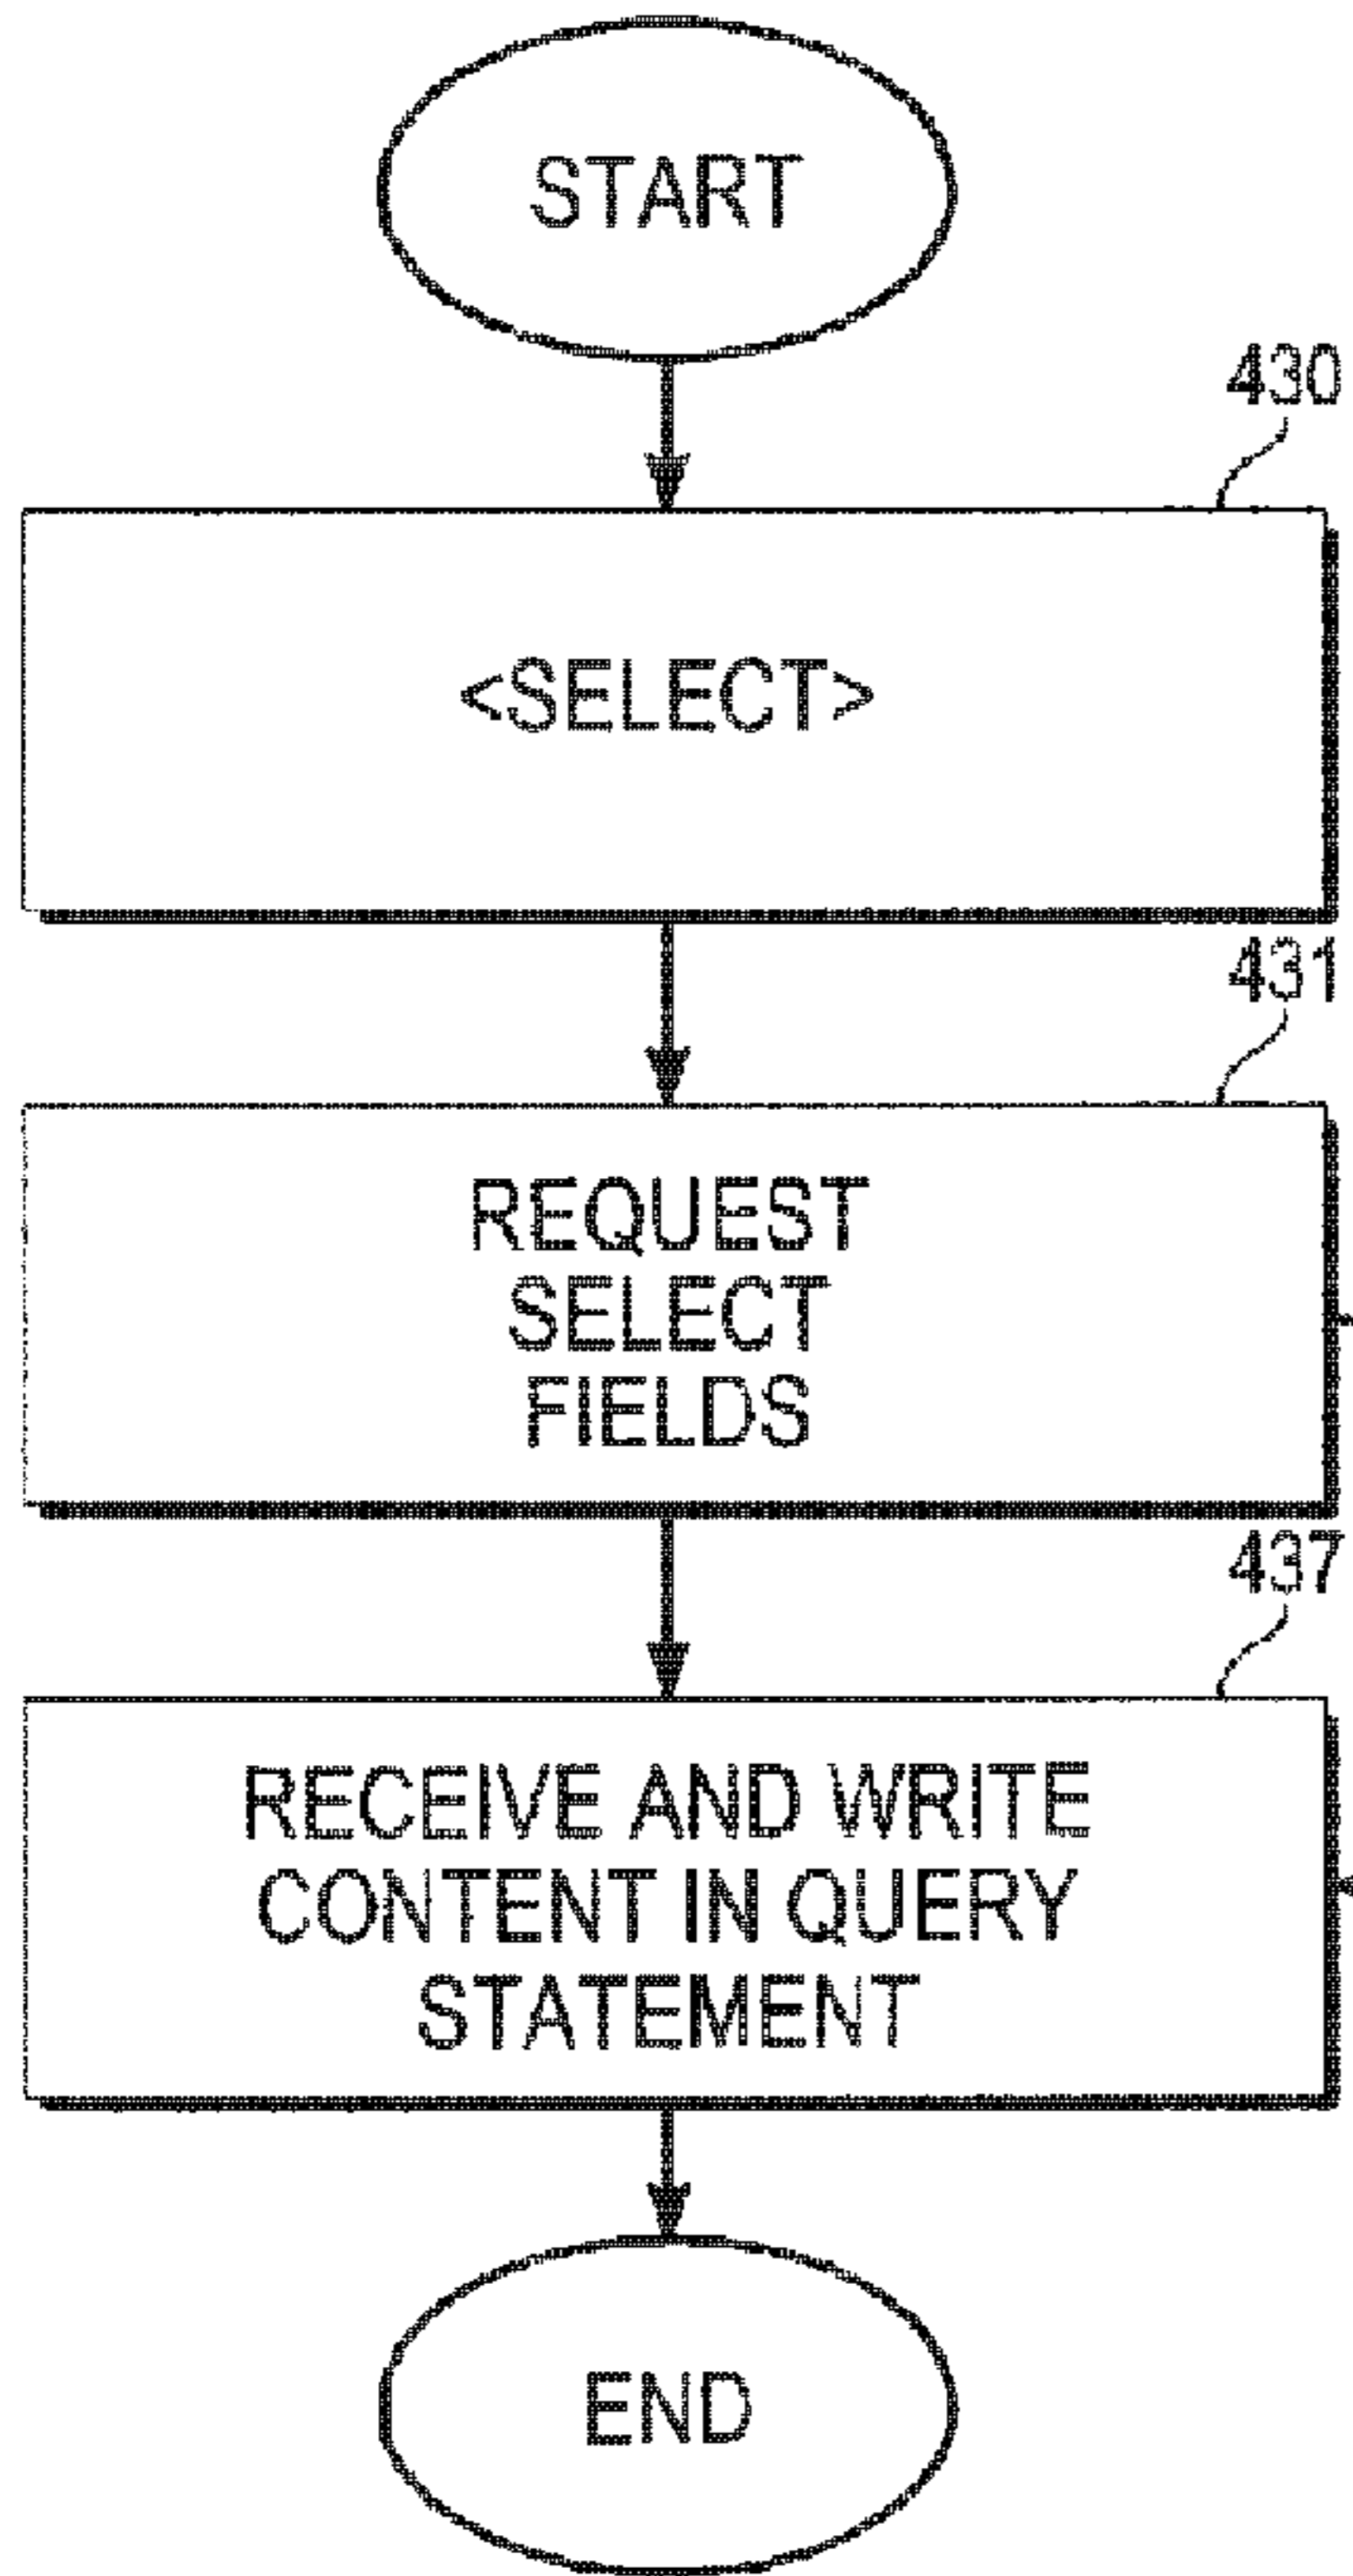 START
430
<SELECT>
431
REQUEST
SELECT
FIELDS
437
RECEIVE AND WRITE
CONTENT IN QUERY
STATEMENT
END